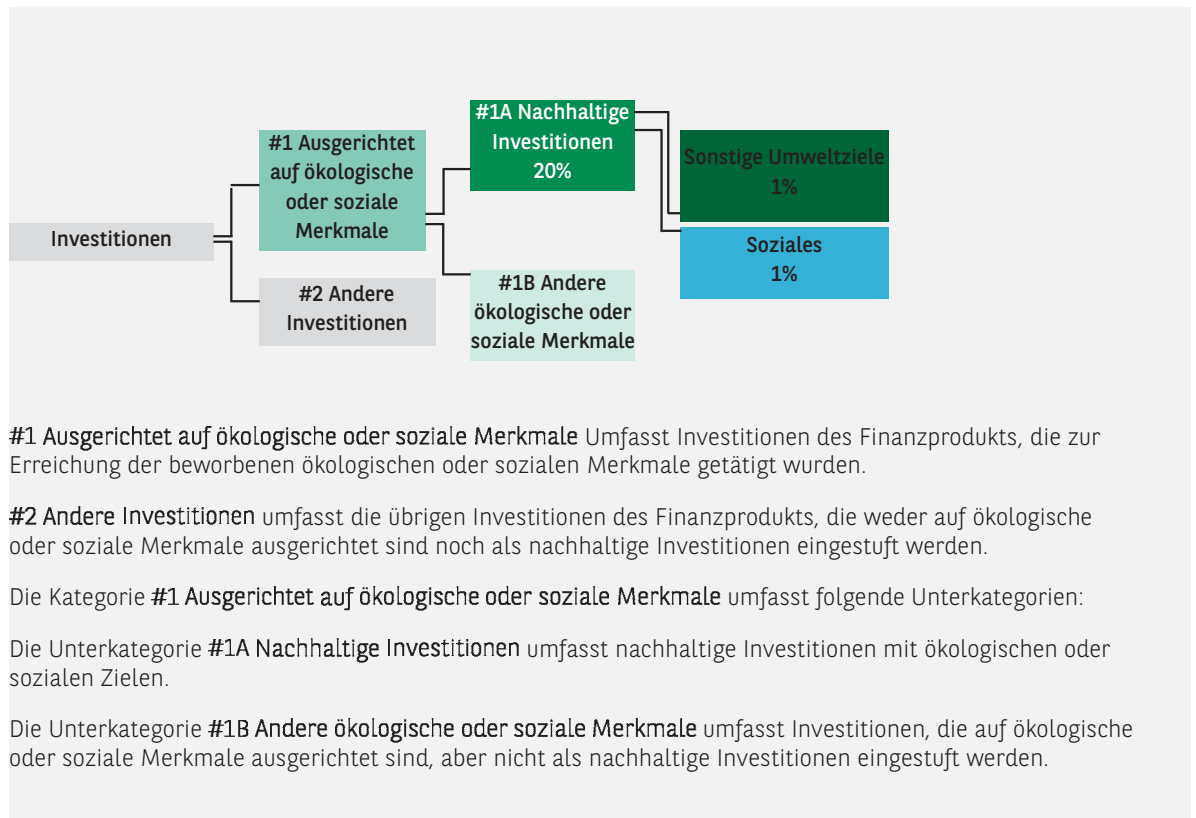 #1A Nachhaltige
Investitionen
20%
#1 Ausgerichtet
auf ökologische
oder soziale
Merkmale
Sonstige Umweltziele
1%
Investitionen
Soziales
1%
#2 Andere
Investitionen
#1B Andere
ökologische oder
soziale Merkmale
#1 Ausgerichtet auf ökologische oder soziale Merkmale Umfasst Investitionen des Finanzprodukts, die zur
Erreichung der beworbenen ökologischen oder sozialen Merkmale getätigt wurden.
#2 Andere Investitionen umfasst die übrigen Investitionen des Finanzprodukts, die weder auf ökologische
oder soziale Merkmale ausgerichtet sind noch als nachhaltige Investitionen eingestuft werden.
Die Kategorie #1 Ausgerichtet auf ökologische oder soziale Merkmale umfasst folgende Unterkategorien:
Die Unterkategorie #1A Nachhaltige Investitionen umfasst nachhaltige Investitionen mit ökologischen oder
sozialen Zielen.
Die Unterkategorie #1B Andere ökologische oder soziale Merkmale umfasst Investitionen, die auf ökologische
oder soziale Merkmale ausgerichtet sind, aber nicht als nachhaltige Investitionen eingestuft werden.